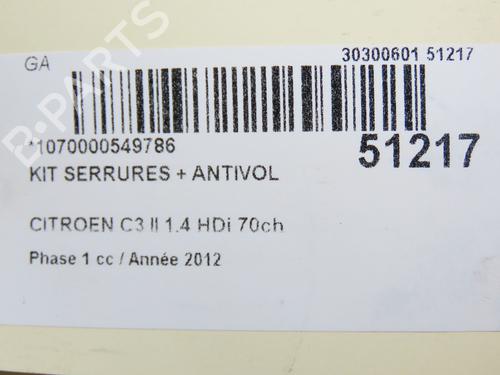 GA
30300601 51217
*1070000549786
51217
KIT SERRURES + ANTIVOL
CITROEN C3 II 1.4 HDi 70ch
Phase 1 cc / Année 2012
B-PARTS